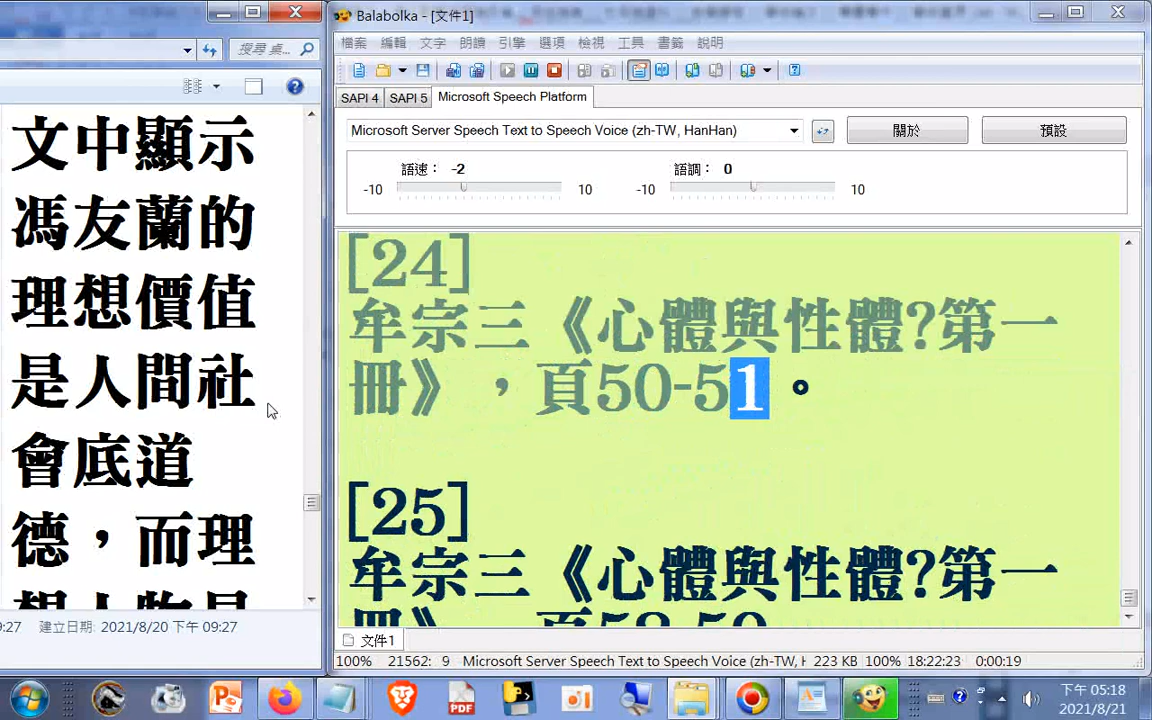 Balabolka - [文件1]
搜尋 桌...
檔案 編輯 文字 朗讀 引擎 選項 檢視 工具 書籤 說明
SAPI 4 SAPI 5 Microsoft Speech Platform
Microsoft Server Speech Text to Speech Voice (zh-TW, HanHan)
關於 預設
語速： -2 語調： 0
-10 10 -10 10
文中顯示
馮友蘭的
理想價值
是人間社
會底道
德，而理
[24]
牟宗三《心體與性體?第一
冊》，頁50-51。
[25]
牟宗三《心體與性體?第一
:27 建立日期: 2021/8/20 下午 09:27
文件1
100% 21562: 9 Microsoft Server Speech Text to Speech Voice (zh-TW, H 223 KB 100% 18:22:23 0:00:19
PDF
下午 05:18
2021/8/21